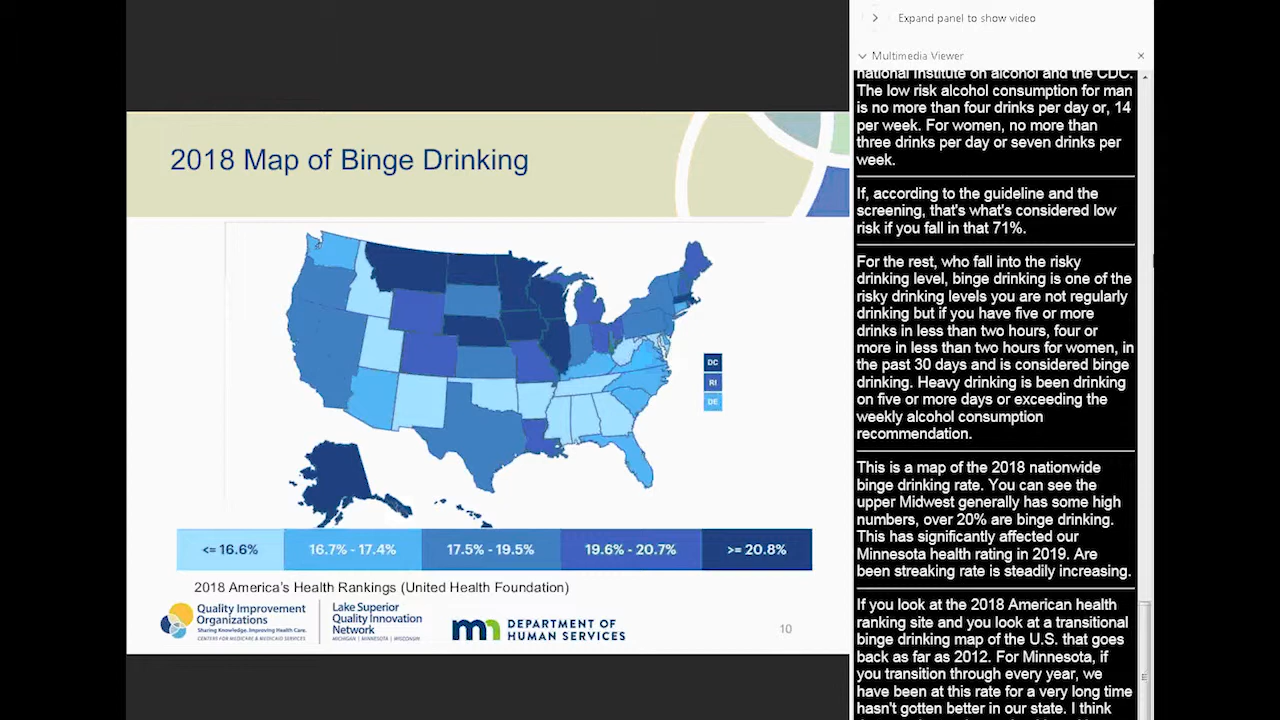 2018 Map of Binge Drinking
DC
RI
DE
<= 16.6%
16.7% - 17.4%
17.5% - 19.5%
19.6% - 20.7%
>= 20.8%
2018 America's Health Rankings (United Health Foundation)
Quality Improvement
Organizations
Sharing Knowledge. Improving Health Care.
CENTERS FOR MEDICARE & MEDICAID SERVICES
Lake Superior
Quality Innovation
Network
MICHIGAN | MINNESOTA | WISCONSIN
mn
DEPARTMENT OF
HUMAN SERVICES
10
Expand panel to show video
Multimedia Viewer
national Institute on alcohol and the CDC.
The low risk alcohol consumption for man
is no more than four drinks per day or, 14
per week. For women, no more than
three drinks per day or seven drinks per
week.
If, according to the guideline and the
screening, that's what's considered low
risk if you fall in that 71%.
For the rest, who fall into the risky
drinking level, binge drinking is one of the
risky drinking levels you are not regularly
drinking but if you have five or more
drinks in less than two hours, four or
more in less than two hours for women, in
the past 30 days and is considered binge
drinking. Heavy drinking is been drinking
on five or more days or exceeding the
weekly alcohol consumption
recommendation.
This is a map of the 2018 nationwide
binge drinking rate. You can see the
upper Midwest generally has some high
numbers, over 20% are binge drinking.
This has significantly affected our
Minnesota health rating in 2019. Are
been streaking rate is steadily increasing.
If you look at the 2018 American health
ranking site and you look at a transitional
binge drinking map of the U.S. that goes
back as far as 2012. For Minnesota, if
you transition through every year, we
have been at this rate for a very long time
hasn't gotten better in our state. I think